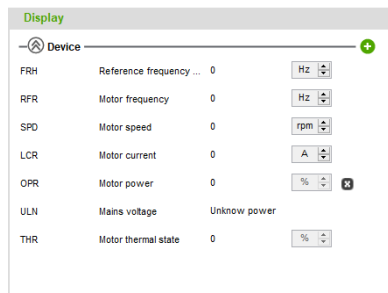 Display
Device
FRH Reference frequency ... 0 Hz
RFR Motor frequency 0 Hz
SPD Motor speed 0 rpm
LCR Motor current 0 A
OPR Motor power 0 %
ULN Mains voltage Unknow power
THR Motor thermal state 0 %